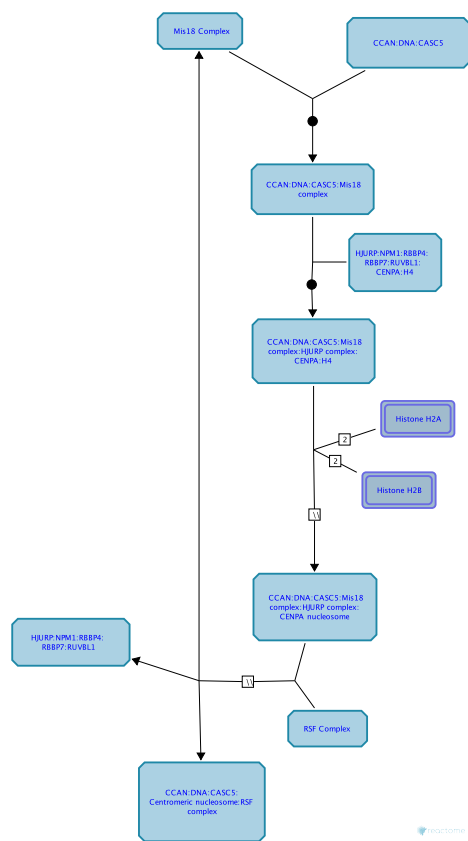 Mis18 Complex
CCAN:DNA:CASC5
CCAN:DNA:CASC5:Mis18
complex
HJURP:NPM1:RBBP4:
RBBP7:RUVBL1:
CENPA:H4
CCAN:DNA:CASC5:Mis18
complex:HJURP complex:
CENPA:H4
Histone H2A
2
2
Histone H2B
\\
CCAN:DNA:CASC5:Mis18
complex:HJURP complex:
CENPA nucleosome
HJURP:NPM1:RBBP4:
RBBP7:RUVBL1
\\
RSF Complex
CCAN:DNA:CASC5:
Centromeric nucleosome:RSF
complex
reactome